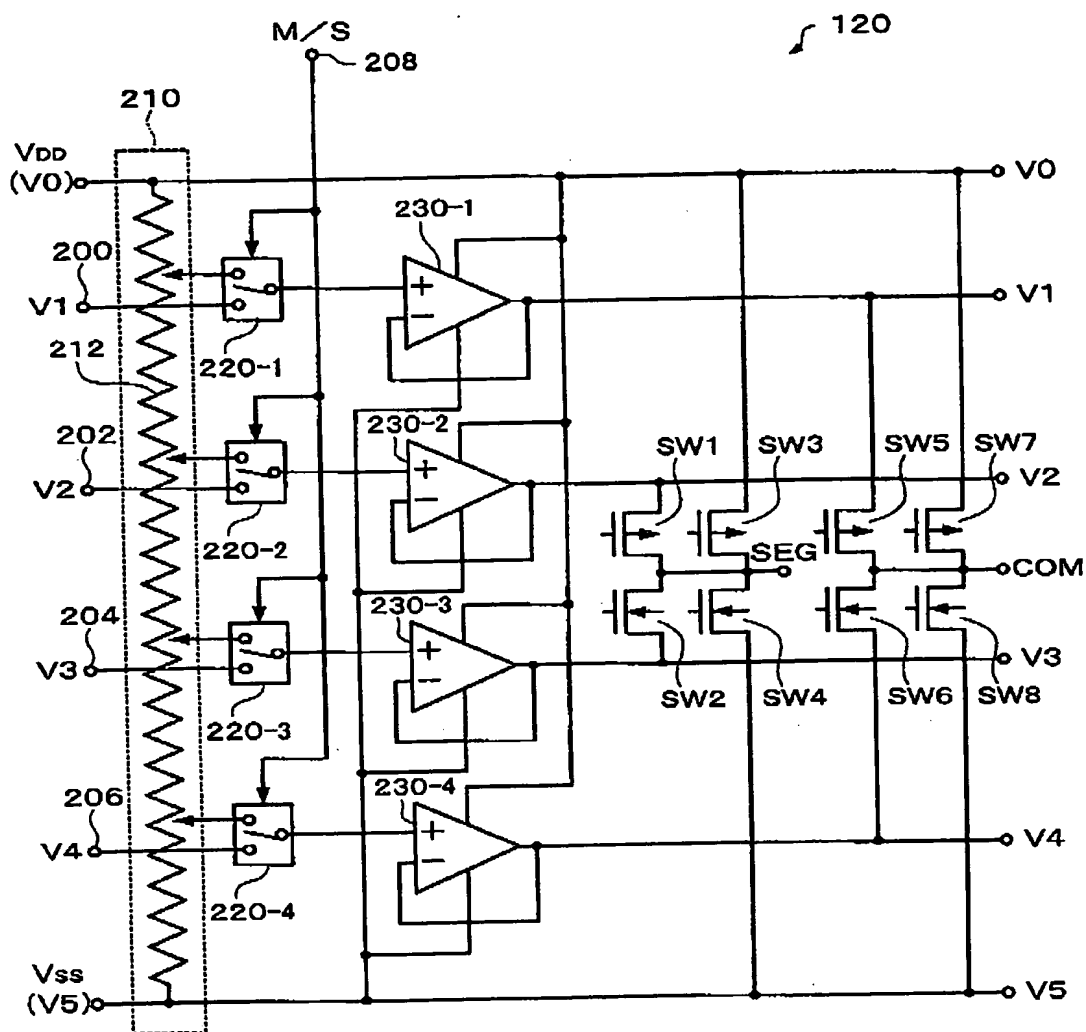 M/S
120
208
210
VDD
(V0)
V0
230-1
200
V1
V1
220-1
212
230-2
SW1
SW3
SW5
SW7
202
V2
V2
220-2
SEG
COM
230-3
204
V3
V3
SW2
SW4
SW6
SW8
220-3
230-4
206
V4
V4
220-4
VSS
(V5)
V5